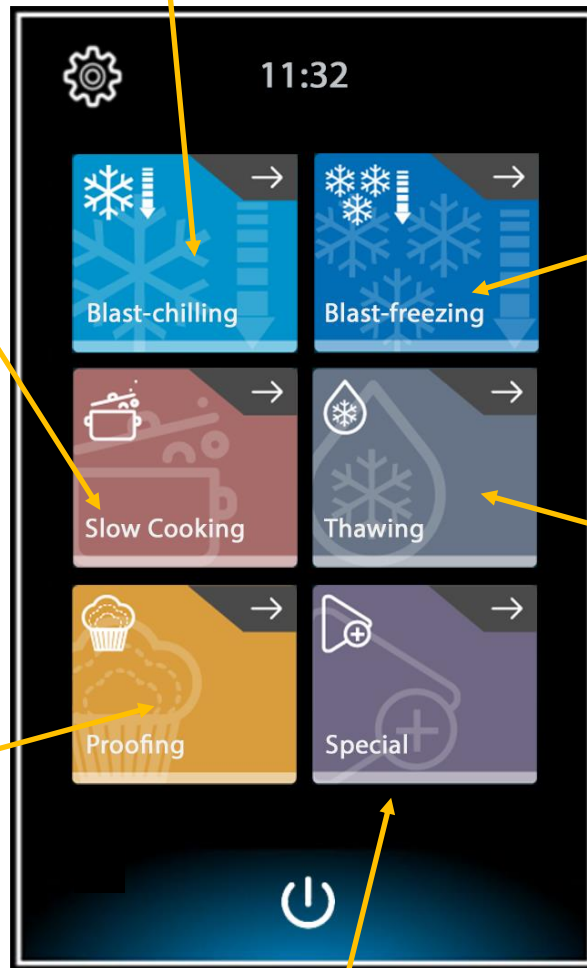 11:32
Blast-chilling
Blast-freezing
Slow Cooking
Thawing
Proofing
Special